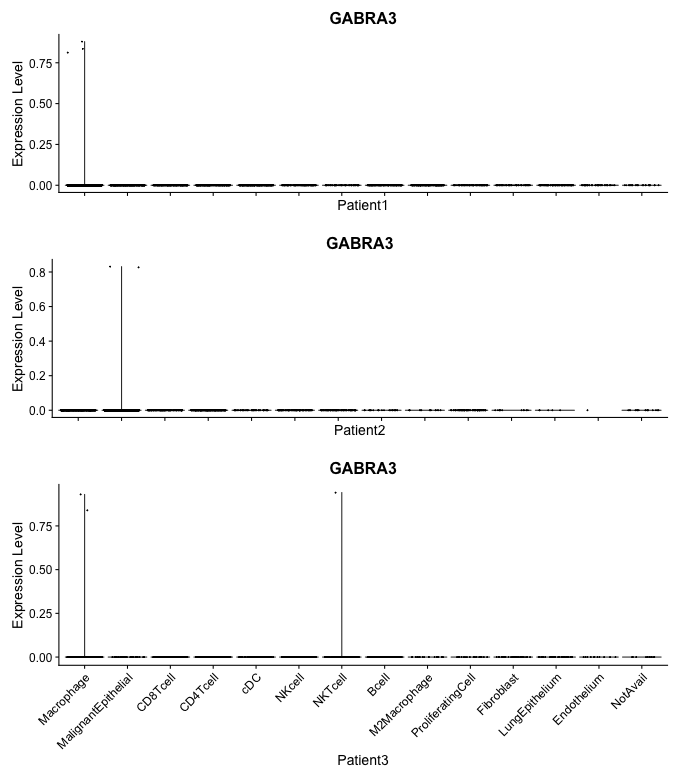 GABRA3
Expression Level
0.75
0.50
0.25
0.00
Patient1
GABRA3
Expression Level
0.8
0.6
0.4
0.2
0.0
Patient2
GABRA3
Expression Level
0.75
0.50
0.25
0.00
Macrophage
MalignantEpithelial
CD8Tcell
CD4Tcell
cDC
NKcell
NKTcell
Bcell
M2Macrophage
ProliferatingCell
Fibroblast
LungEpithelium
Endothelium
NotAvail
Patient3